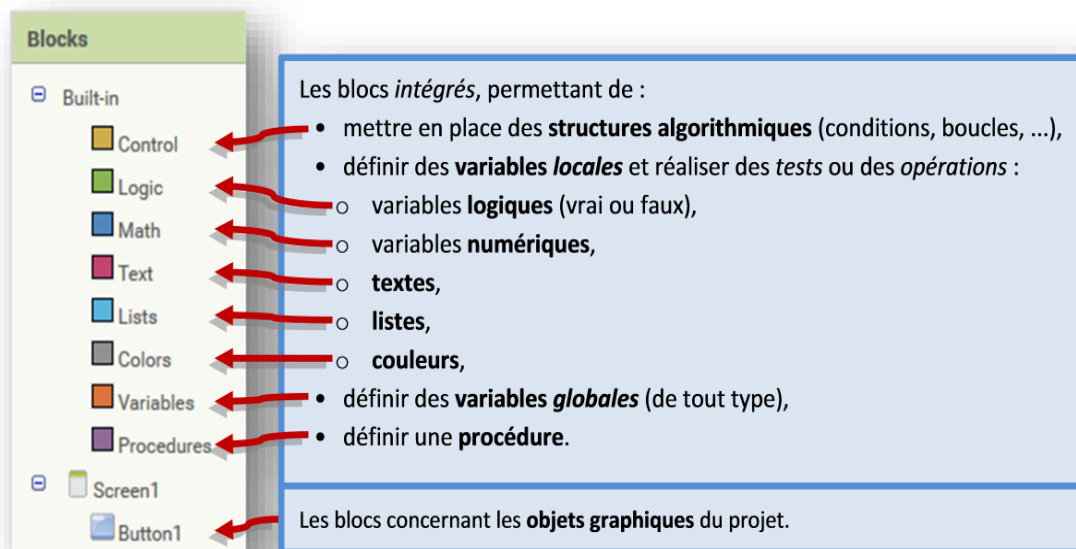 Blocks
Built-in
Control
Logic
Math
Text
Lists
Colors
Variables
Procedures
Screen1
Button1
Les blocs intégrés, permettant de :
• mettre en place des structures algorithmiques (conditions, boucles, ...),
• définir des variables locales et réaliser des tests ou des opérations :
o variables logiques (vrai ou faux),
o variables numériques,
o textes,
o listes,
o couleurs,
• définir des variables globales (de tout type),
• définir une procédure.
Les blocs concernant les objets graphiques du projet.